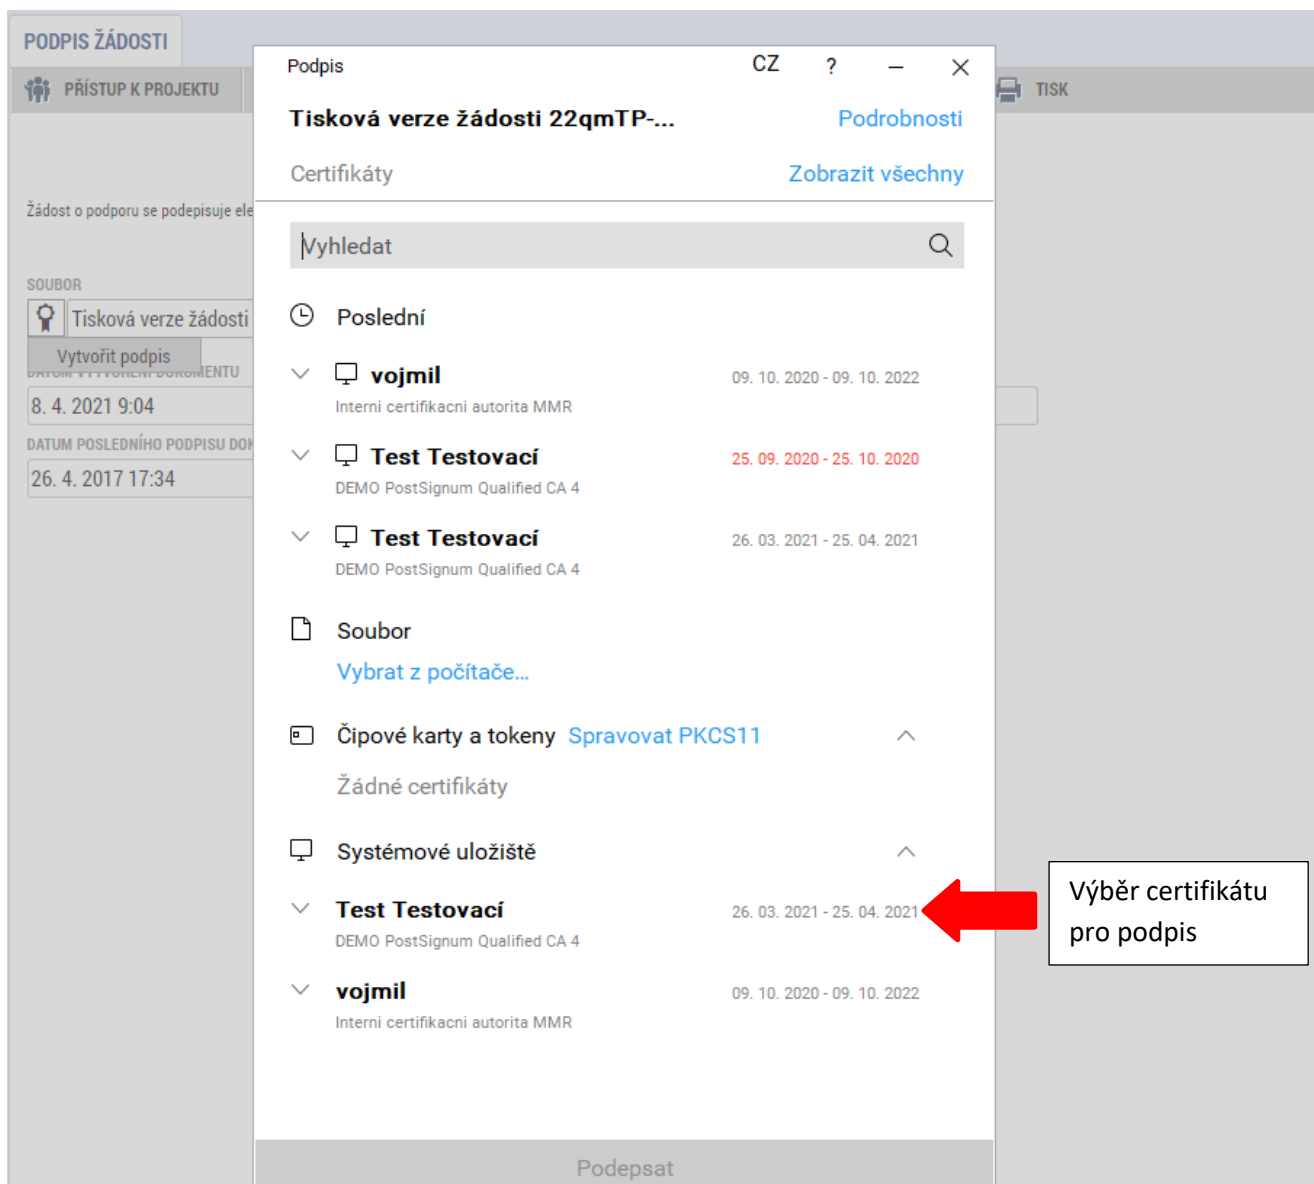 PODPIS ŽÁDOSTI
PŘÍSTUP K PROJEKTU
TISK
Žádost o podporu se podepisuje ele
SOUBOR
Tisková verze žádosti
Vytvořit podpis
DATUM VYTVOŘENÍ DOKUMENTU
8. 4. 2021 9:04
DATUM POSLEDNÍHO PODPISU DOK
26. 4. 2017 17:34
Podpis CZ ?
Tisková verze žádosti 22qmTP-... Podrobnosti
Certifikáty Zobrazit všechny
Vyhledat
Poslední
vojmil 09. 10. 2020 - 09. 10. 2022
Interni certifikacni autorita MMR
Test Testovací 25. 09. 2020 - 25. 10. 2020
DEMO PostSignum Qualified CA 4
Test Testovací 26. 03. 2021 - 25. 04. 2021
DEMO PostSignum Qualified CA 4
Soubor
Vybrat z počítače...
Čipové karty a tokeny Spravovat PKCS11
Žádné certifikáty
Systémové uložiště
Test Testovací 26. 03. 2021 - 25. 04. 2021
DEMO PostSignum Qualified CA 4
vojmil 09. 10. 2020 - 09. 10. 2022
Interni certifikacni autorita MMR
Podepsat
Výběr certifikátu
pro podpis